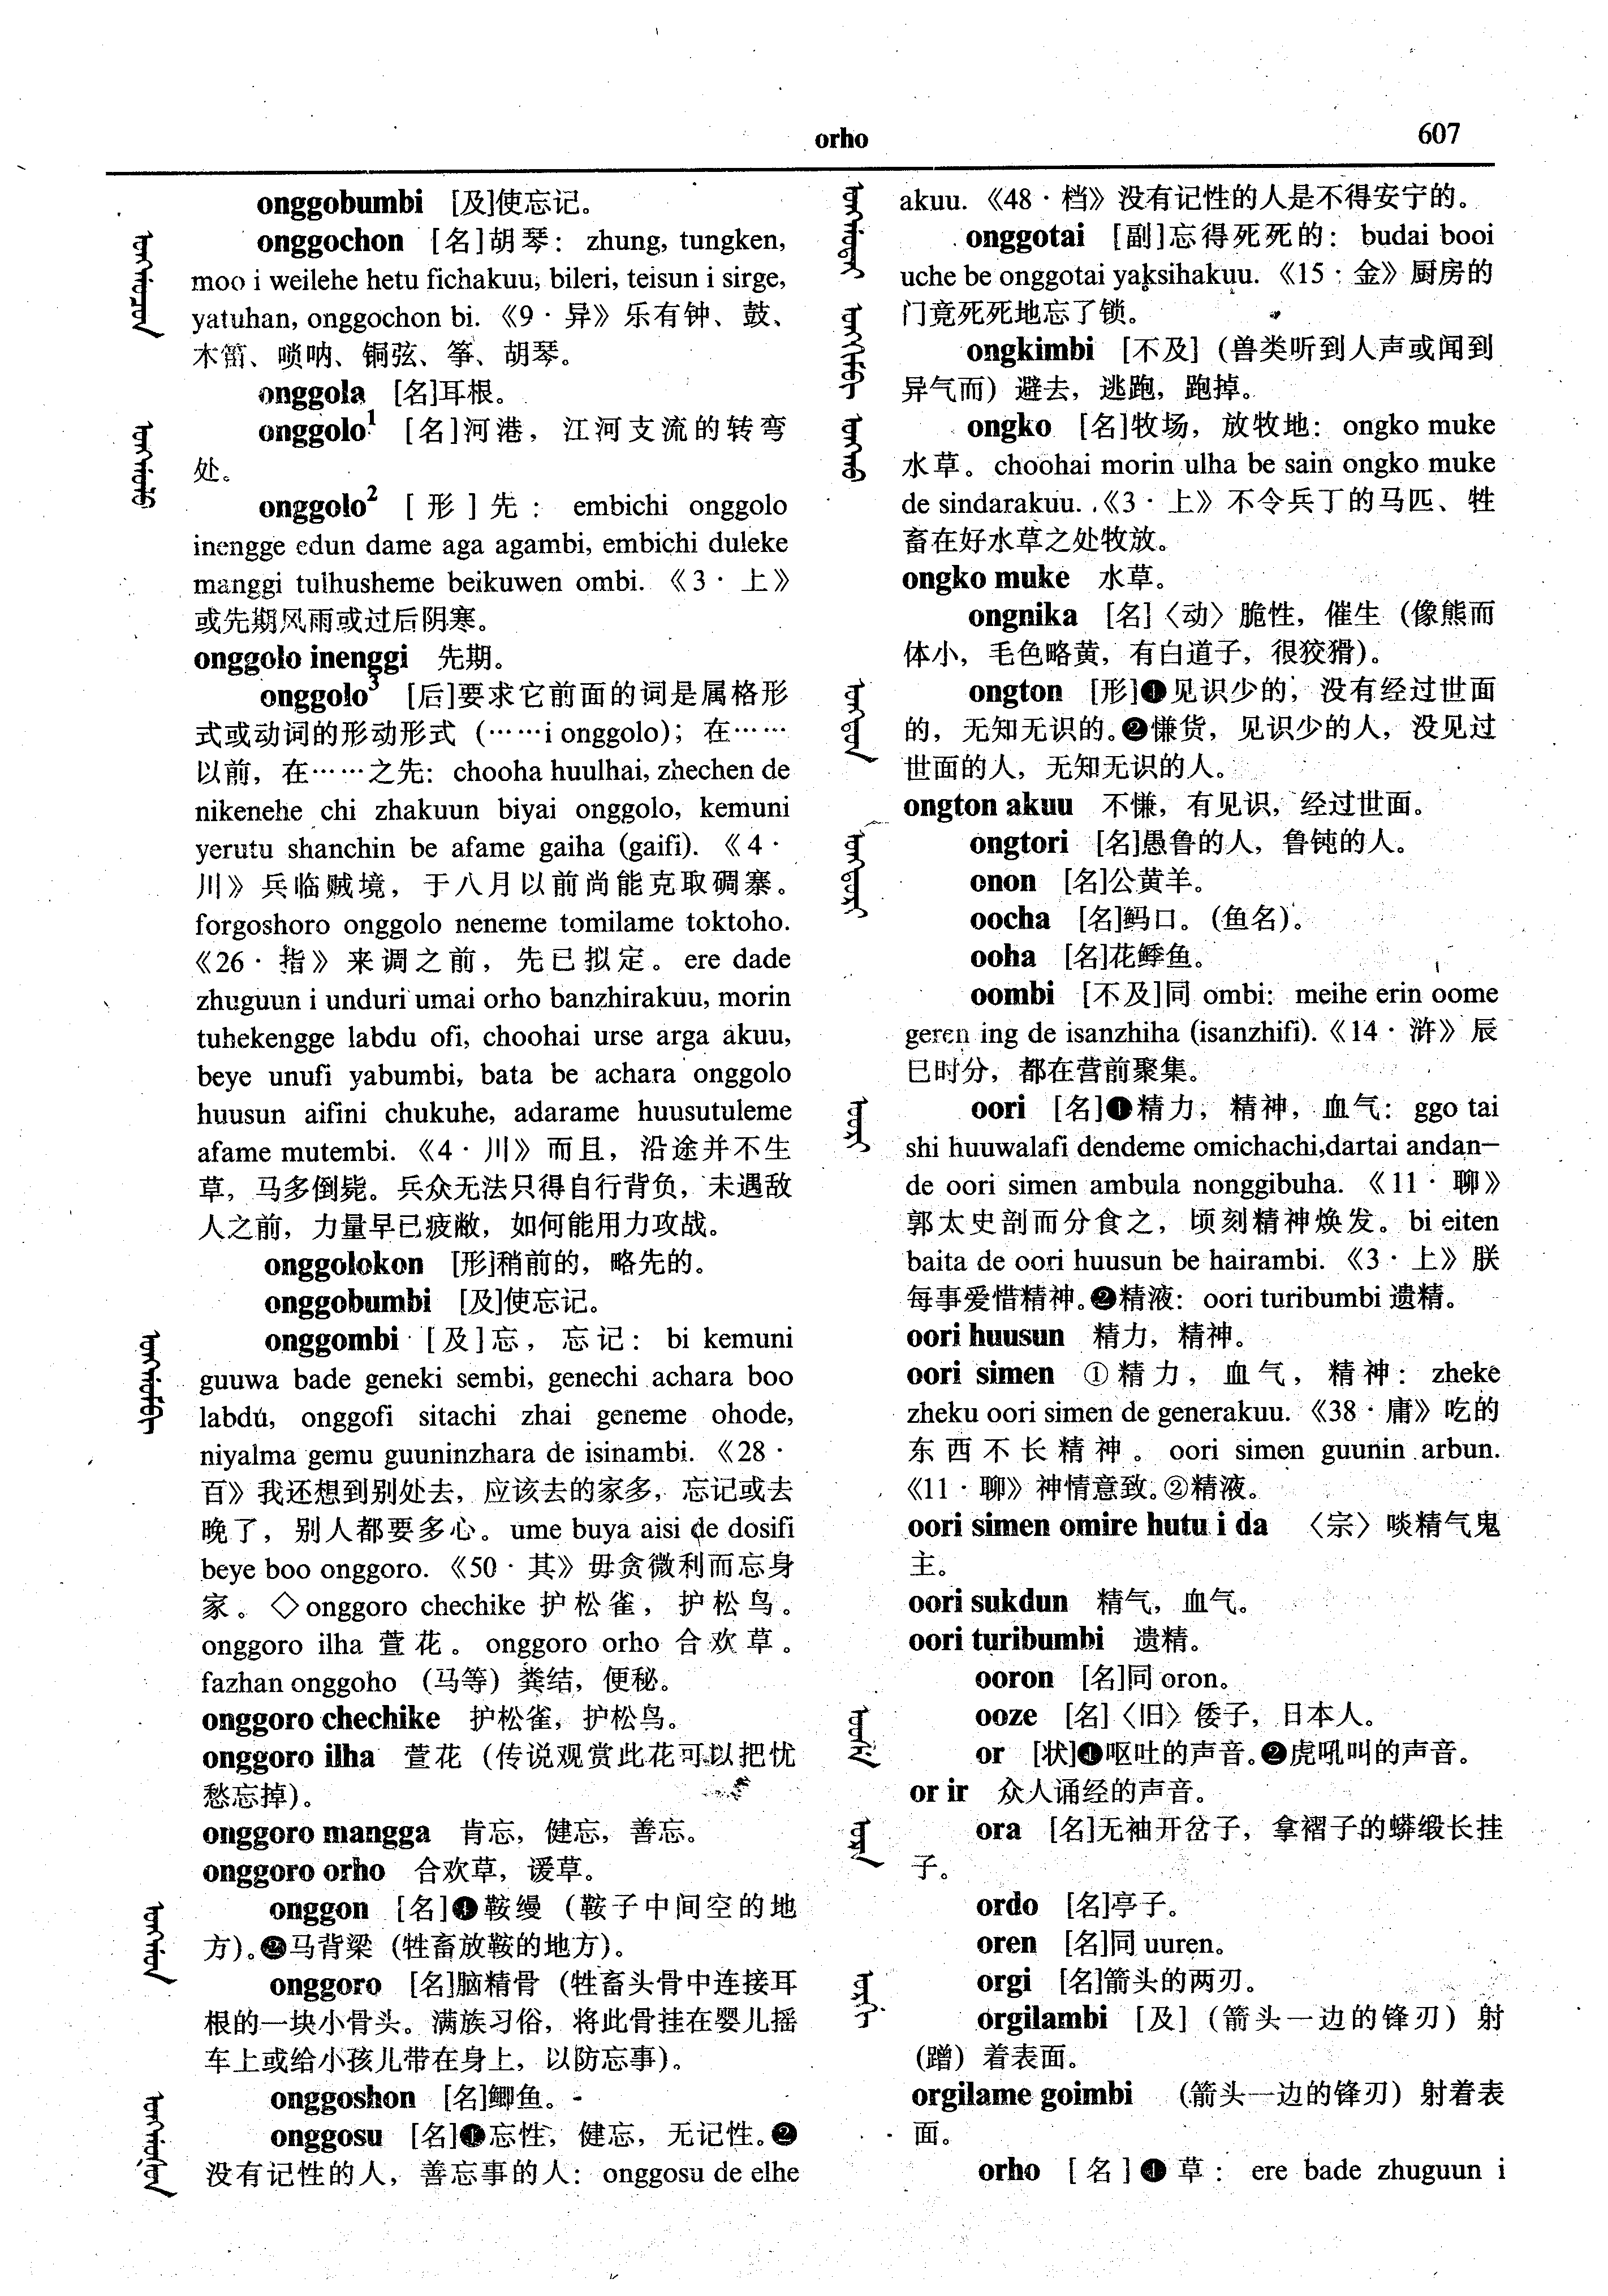 orho
607
onggobumbi [及]使忘记。
onggochon [名]胡琴： zhung, tungken,
moo i weilehe hetu fichakuu, bileri, teisun i sirge,
yatuhan, onggochon bi. 《9 · 异》乐有钟、鼓、
木笛、唢呐、铜弦、筝、胡琴。
onggola [名]耳根。
onggolo¹ [名]河港，江河支流的转弯
处。
onggolo² [形]先： embichi onggolo
inengge edun dame aga agambi, embichi duleke
manggi tulhusheme beikuwen ombi. 《3 · 上》
或先期风雨或过后阴寒。
onggolo inenggi 先期。
onggolo³ [后]要求它前面的词是属格形
式或动词的形动形式（……i onggolo）；在……
以前，在……之先： chooha huulhai, zhechen de
nikenehe chi zhakuun biyai onggolo, kemuni
yerutu shanchin be afame gaiha (gaifi). 《4 ·
川》兵临贼境，于八月以前尚能克取碉寨。
forgoshoro onggolo neneme tomilame toktoho.
《26 · 指》来调之前，先已拟定。ere dade
zhuguun i unduri umai orho banzhirakuu, morin
tuhekengge labdu ofi, choohai urse arga akuu,
beye unufi yabumbi, bata be achara onggolo
huusun aifini chukuhe, adarame huusutuleme
afame mutembi. 《4 · 川》而且，沿途并不生
草，马多倒毙。兵众无法只得自行背负，未遇敌
人之前，力量早已疲敝，如何能用力攻战。
onggolokon [形]稍前的，略先的。
onggobumbi [及]使忘记。
onggombi [及]忘，忘记： bi kemuni
guuwa bade geneki sembi, genechi achara boo
labdu, onggofi sitachi zhai geneme ohode,
niyalma gemu guuninzhara de isinambi. 《28 ·
百》我还想到别处去，应该去的家多，忘记或去
晚了，别人都要多心。ume buya aisi de dosifi
beye boo onggoro. 《50 · 其》毋贪微利而忘身
家。◇onggoro chechike 护松雀，护松鸟。
onggoro ilha 萱花。onggoro orho 合欢草。
fazhan onggoho （马等）粪结，便秘。
onggoro chechike 护松雀，护松鸟。
onggoro ilha 萱花（传说观赏此花可以把忧
愁忘掉）。
onggoro mangga 肯忘，健忘，善忘。
onggoro orho 合欢草，谖草。
onggon [名]❶鞍缦（鞍子中间空的地
方）。❷马背梁（牲畜放鞍的地方）。
onggoro [名]脑精骨（牲畜头骨中连接耳
根的一块小骨头。满族习俗，将此骨挂在婴儿摇
车上或给小孩儿带在身上，以防忘事）。
onggoshon [名]鲫鱼。
onggosu [名]❶忘性，健忘，无记性。❷
没有记性的人，善忘事的人： onggosu de elhe
akuu. 《48 · 档》没有记性的人是不得安宁的。
onggotai [副]忘得死死的： budai booi
uche be onggotai yaksihakuu. 《15 · 金》厨房的
门竟死死地忘了锁。
ongkimbi [不及]（兽类听到人声或闻到
异气而）避去，逃跑，跑掉。
ongko [名]牧场，放牧地： ongko muke
水草。choohai morin ulha be sain ongko muke
de sindarakuu. 《3 · 上》不令兵丁的马匹、牲
畜在好水草之处牧放。
ongko muke 水草。
ongnika [名]〈动〉脆性，催生（像熊而
体小，毛色略黄，有白道子，很狡猾）。
ongton [形]❶见识少的，没有经过世面
的，无知无识的。❷慊货，见识少的人，没见过
世面的人，无知无识的人。
ongton akuu 不慊，有见识，经过世面。
ongtori [名]愚鲁的人，鲁钝的人。
onon [名]公黄羊。
oocha [名]鲃口。（鱼名）。
ooha [名]花鯚鱼。
oombi [不及]同 ombi： meihe erin oome
geren ing de isanzhiha (isanzhifi).《14 · 浒》辰
巳时分，都在营前聚集。
oori [名]❶精力，精神，血气： ggo tai
shi huuwalafi dendeme omichachi,dartai andan—
de oori simen ambula nonggibuha. 《11 · 聊》
郭太史剖而分食之，顷刻精神焕发。bi eiten
baita de oori huusun be hairambi. 《3 · 上》朕
每事爱惜精神。❷精液： oori turibumbi 遗精。
oori huusun 精力，精神。
oori simen ①精力，血气，精神： zheke
zheku oori simen de generakuu. 《38 · 庸》吃的
东西不长精神。oori simen guunin arbun.
《11 · 聊》神情意致。②精液。
oori simen omire hutu i da 〈宗〉啖精气鬼
主。
oori sukdun 精气，血气。
oori turibumbi 遗精。
ooron [名]同 oron。
ooze [名]〈旧〉倭子，日本人。
or [状]❶呕吐的声音。❷虎吼叫的声音。
or ir 众人诵经的声音。
ora [名]无袖开岔子，拿褶子的蟒缎长挂
子。
ordo [名]亭子。
oren [名]同 uuren。
orgi [名]箭头的两刃。
orgilambi [及]（箭头一边的锋刃）射
（蹭）着表面。
orgilame goimbi （箭头一边的锋刃）射着表
面。
orho [名]❶草： ere bade zhuguun i